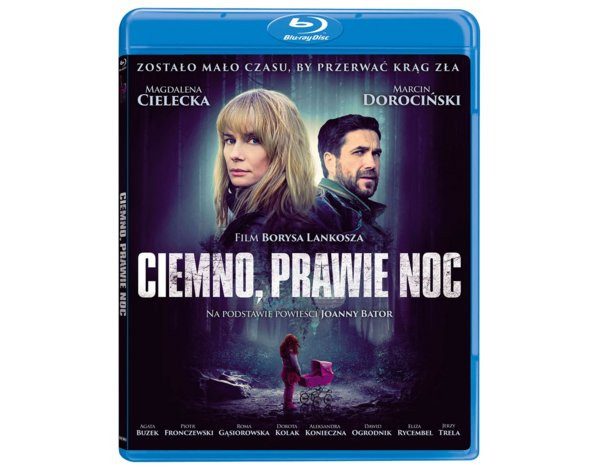 Blu-ray Disc
ZOSTAŁO MAŁO CZASU, BY PRZERWAĆ KRĄG ZŁA
MAGDALENA
CIELECKA
MARCIN
DOROCIŃSKI
FILM BORYSA LANKOSZA
CIEMNO, PRAWIE NOC
NA PODSTAWIE POWIEŚCI JOANNY BATOR
AGATA
BUZEK
PIOTR
FRONCZEWSKI
ROMA
GĄSIOROWSKA
DOROTA
KOLAK
ALEKSANDRA
KONIECZNA
DAWID
OGRODNIK
ELIZA
RYCEMBEL
JERZY
TRELA
CIEMNO, PRAWIE NOC